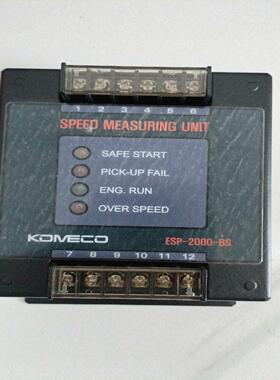 1 2 3 4 5 6
SPEED MEASURING UNIT
SAFE START
PICK-UP FAIL
ENG. RUN
OVER SPEED
KOMECO ESP-2000-BS
7 8 9 10 11 12